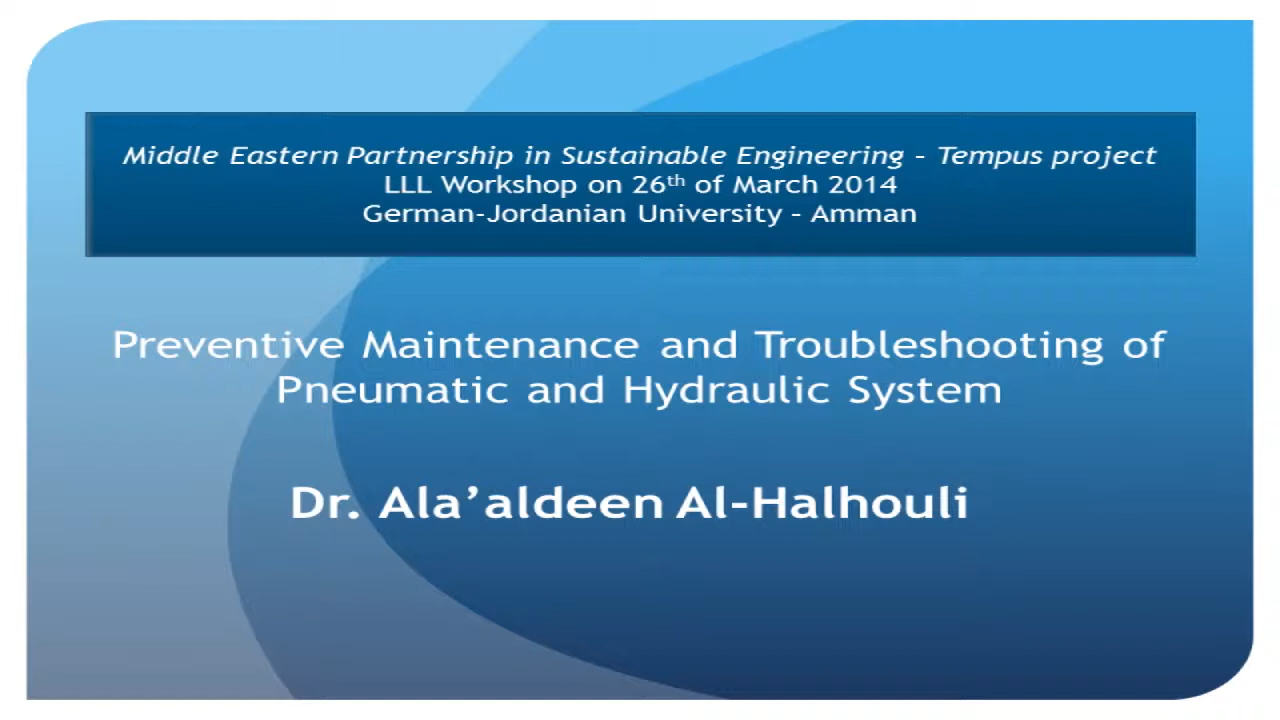 Middle Eastern Partnership in Sustainable Engineering – Tempus project
LLL Workshop on 26th of March 2014
German-Jordanian University – Amman
Preventive Maintenance and Troubleshooting of
Pneumatic and Hydraulic System
Dr. Ala’aldeen Al-Halhouli